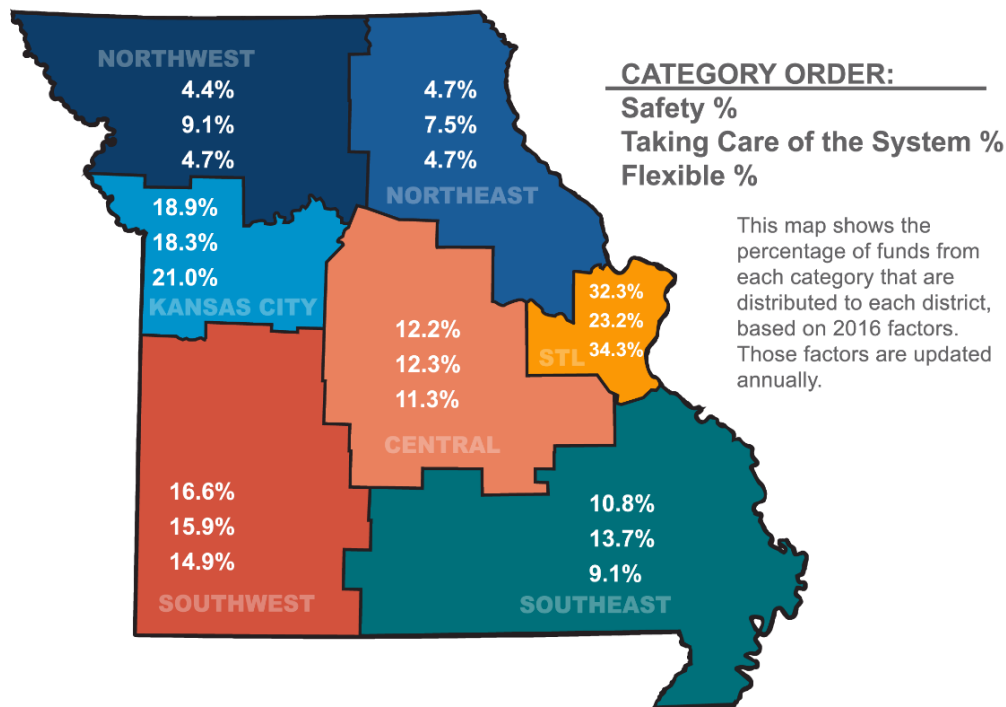 NORTHWEST
4.4%
9.1%
4.7%
4.7%
7.5%
4.7%
NORTHEAST
CATEGORY ORDER:
Safety %
Taking Care of the System %
Flexible %
This map shows the
percentage of funds from
each category that are
distributed to each district,
based on 2016 factors.
Those factors are updated
annually.
18.9%
18.3%
21.0%
KANSAS CITY
12.2%
12.3%
11.3%
CENTRAL
32.3%
23.2%
34.3%
STL
16.6%
15.9%
14.9%
SOUTHWEST
10.8%
13.7%
9.1%
SOUTHEAST